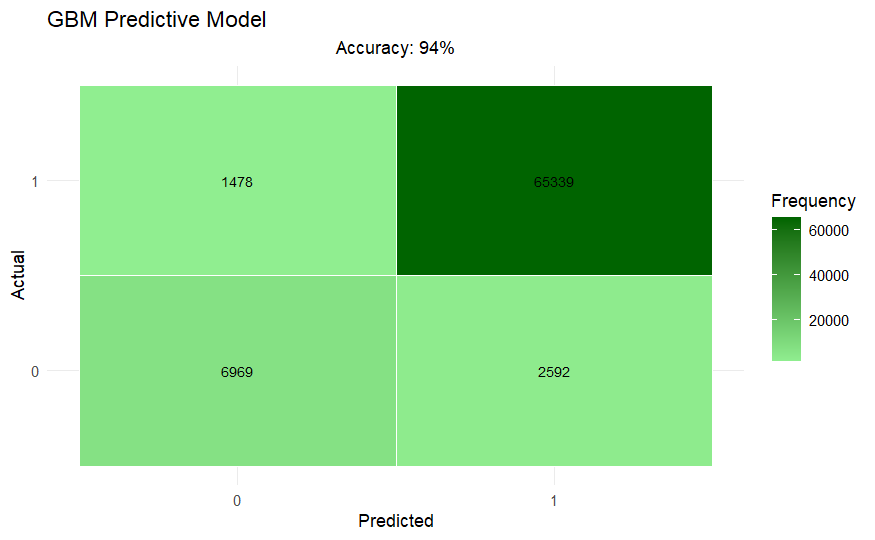 GBM Predictive Model
Accuracy: 94%
Actual
1
1478
65339
0
6969
2592
0
1
Predicted
Frequency
60000
40000
20000